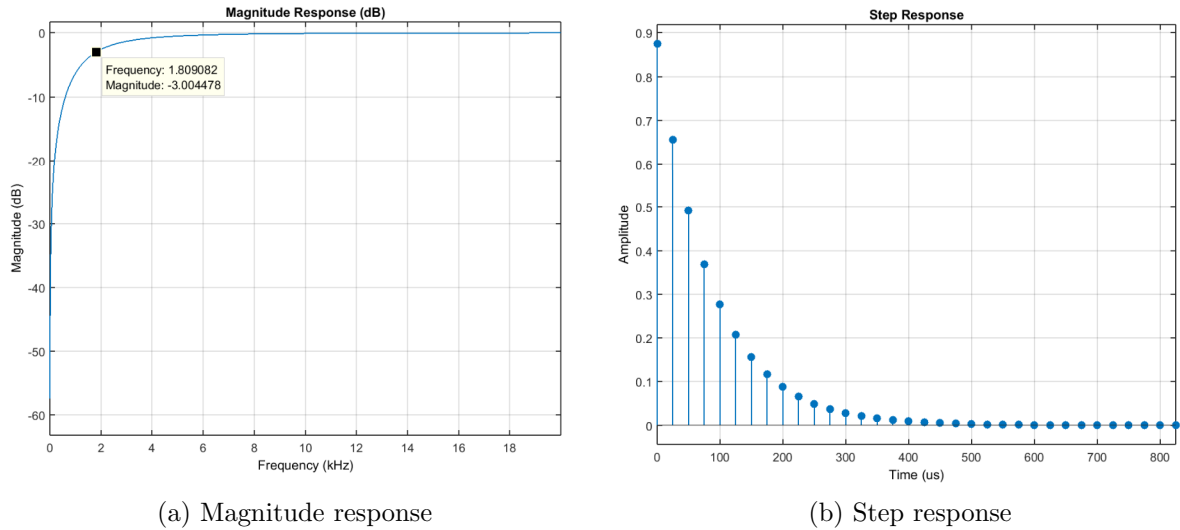 Magnitude Response (dB)
0
-10
-20
-30
-40
-50
-60
Magnitude (dB)
Frequency: 1.809082
Magnitude: -3.004478
0 2 4 6 8 10 12 14 16 18
Frequency (kHz)
(a) Magnitude response
Step Response
0.9
0.8
0.7
0.6
0.5
0.4
0.3
0.2
0.1
0
Amplitude
0 100 200 300 400 500 600 700 800
Time (us)
(b) Step response